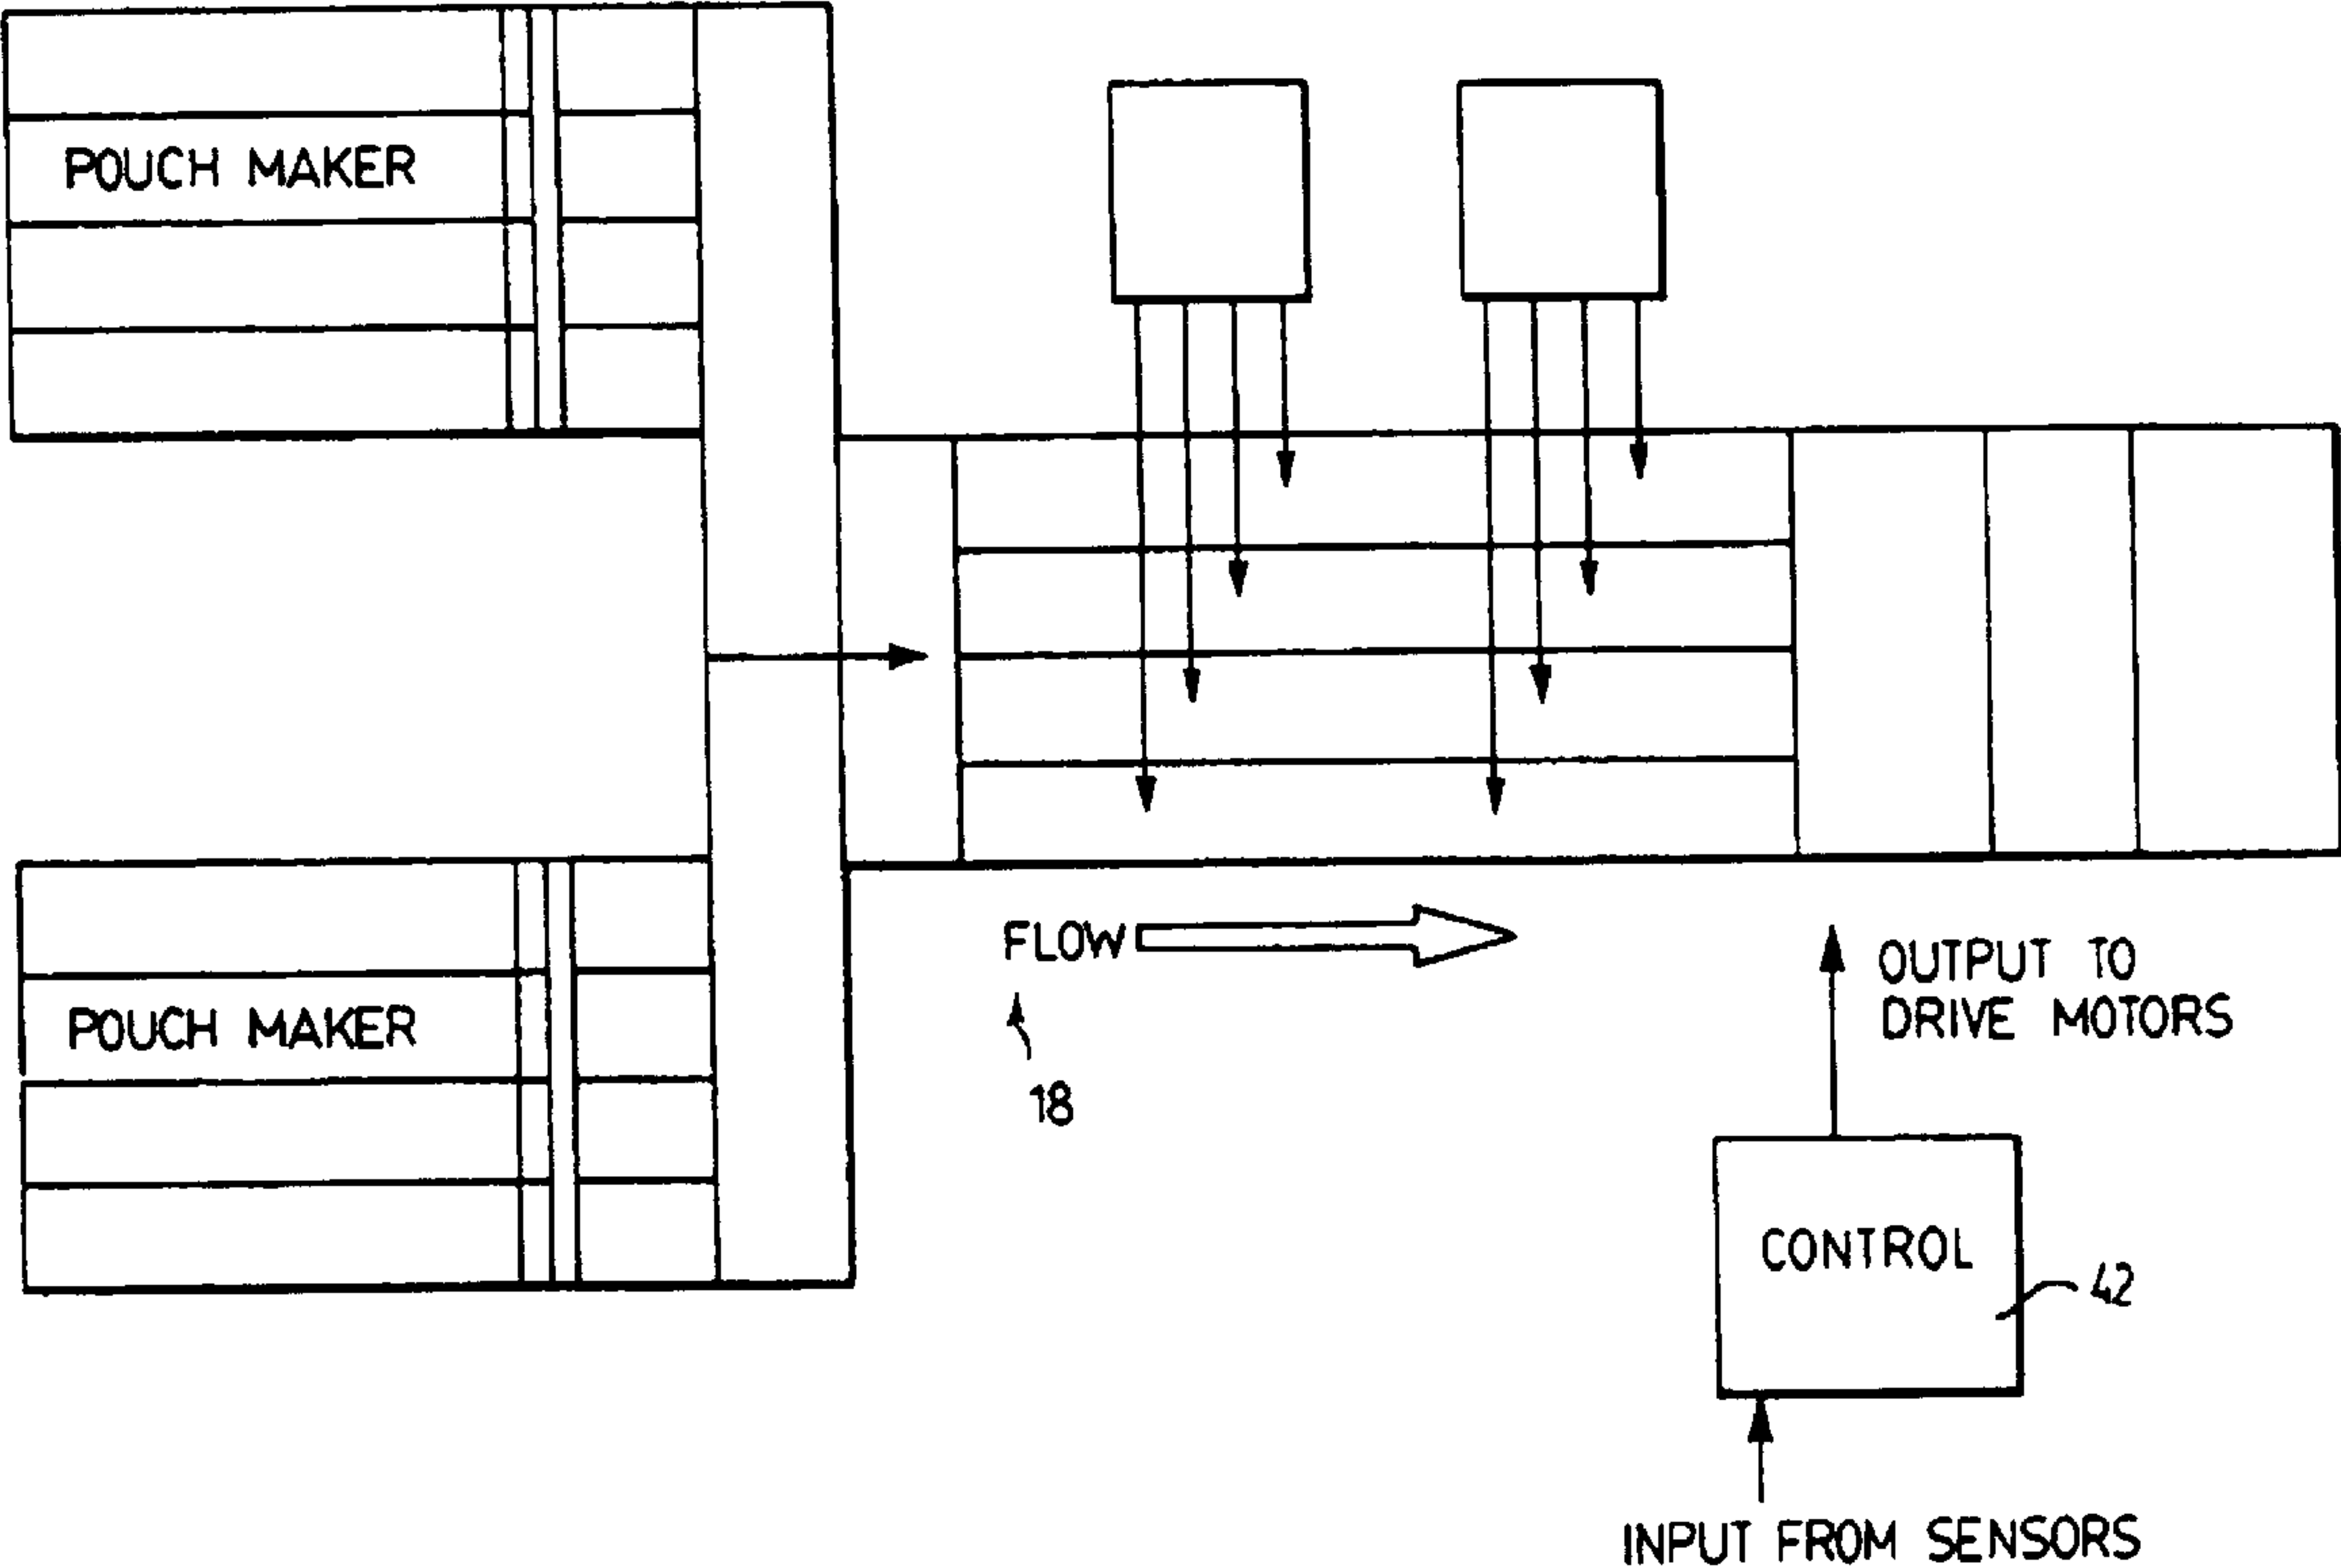 POUCH MAKER
POUCH MAKER
FLOW
18
OUTPUT TO
DRIVE MOTORS
CONTROL
42
INPUT FROM SENSORS